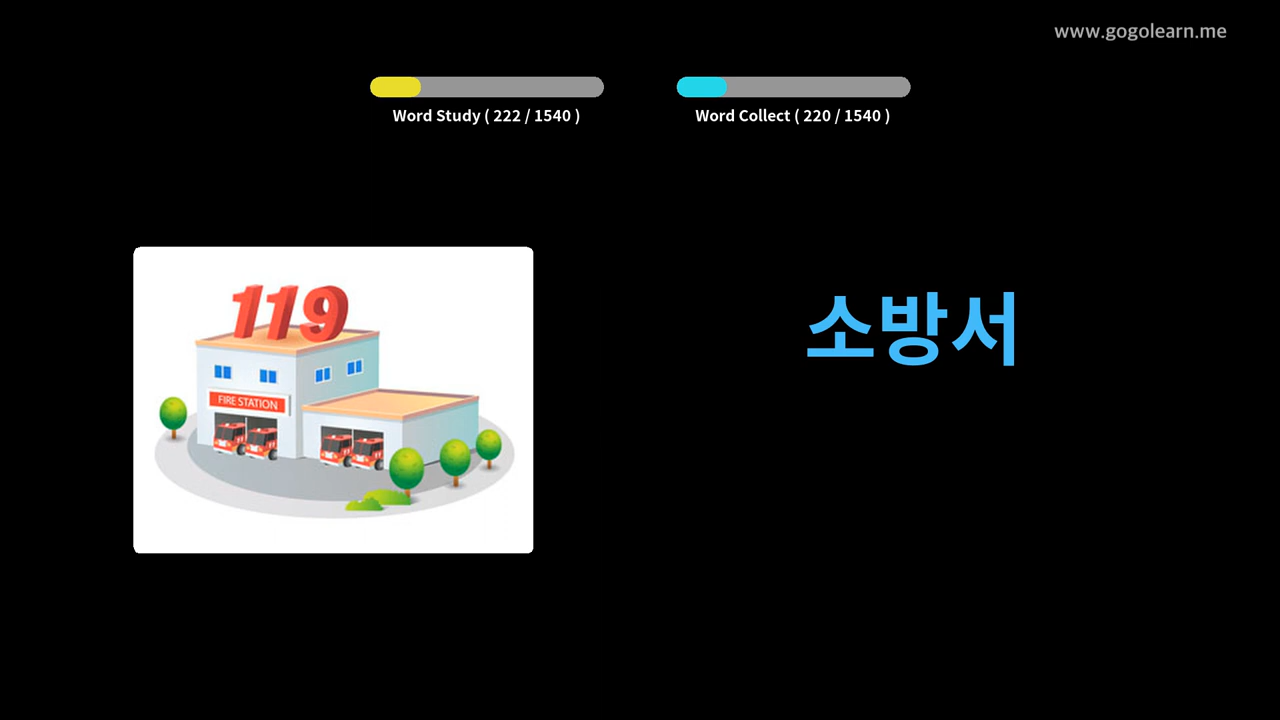 www.gogolearn.me
Word Study ( 222 / 1540 )
Word Collect ( 220 / 1540 )
119
FIRE STATION
소방서